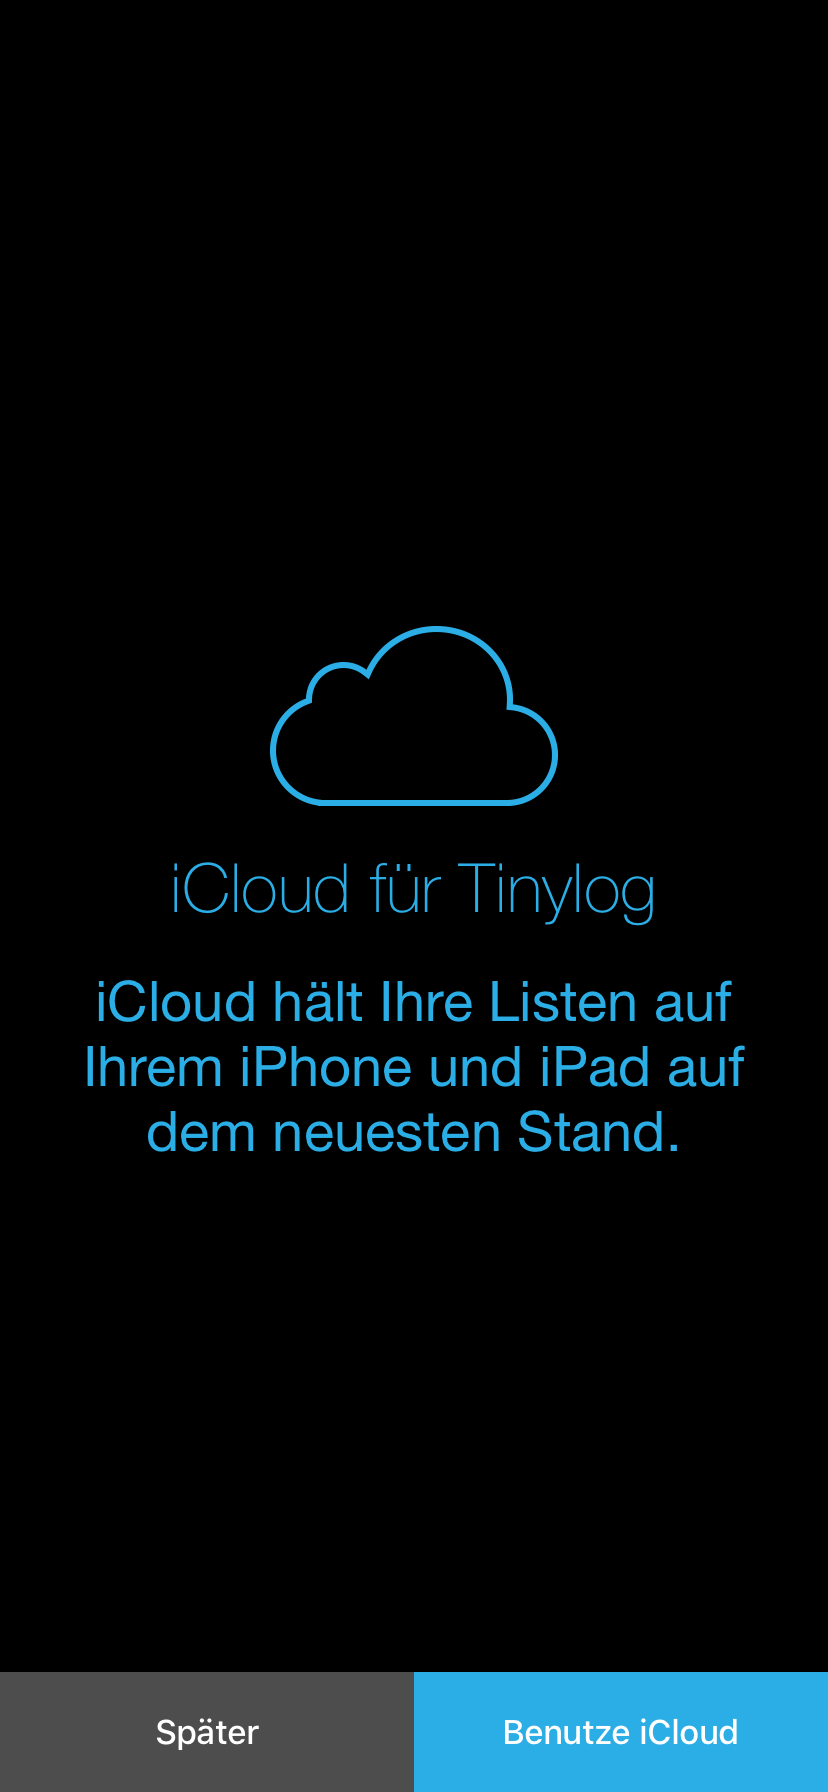 iCloud für Tinylog
iCloud hält Ihre Listen auf
Ihrem iPhone und iPad auf
dem neuesten Stand.
Später
Benutze iCloud